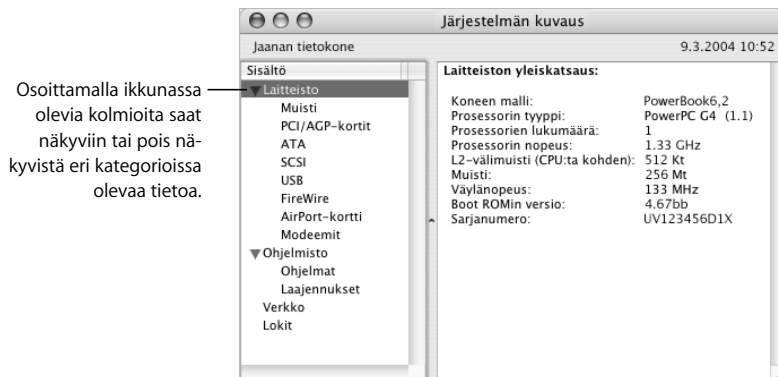 Järjestelmän kuvaus
Jaanan tietokone
9.3.2004 10:52
Osoittamalla ikkunassa
olevia kolmioita saat
näkyviin tai pois nä-
kyvistä eri kategorioissa
olevaa tietoa.
Sisältö
Laitteisto
Muisti
PCI/AGP-kortit
ATA
SCSI
USB
FireWire
AirPort-kortti
Modeemit
Ohjelmisto
Ohjelmat
Laajennukset
Verkko
Lokit
Laitteiston yleiskatsaus:
Koneen malli: PowerBook6,2
Prosessorin tyyppi: PowerPC G4 (1.1)
Prosessorien lukumäärä: 1
Prosessorin nopeus: 1.33 GHz
L2-välimuisti (CPU:ta kohden): 512 Kt
Muisti: 256 Mt
Väylänopeus: 133 MHz
Boot ROMin versio: 4.67bb
Sarjanumero: UV123456D1X